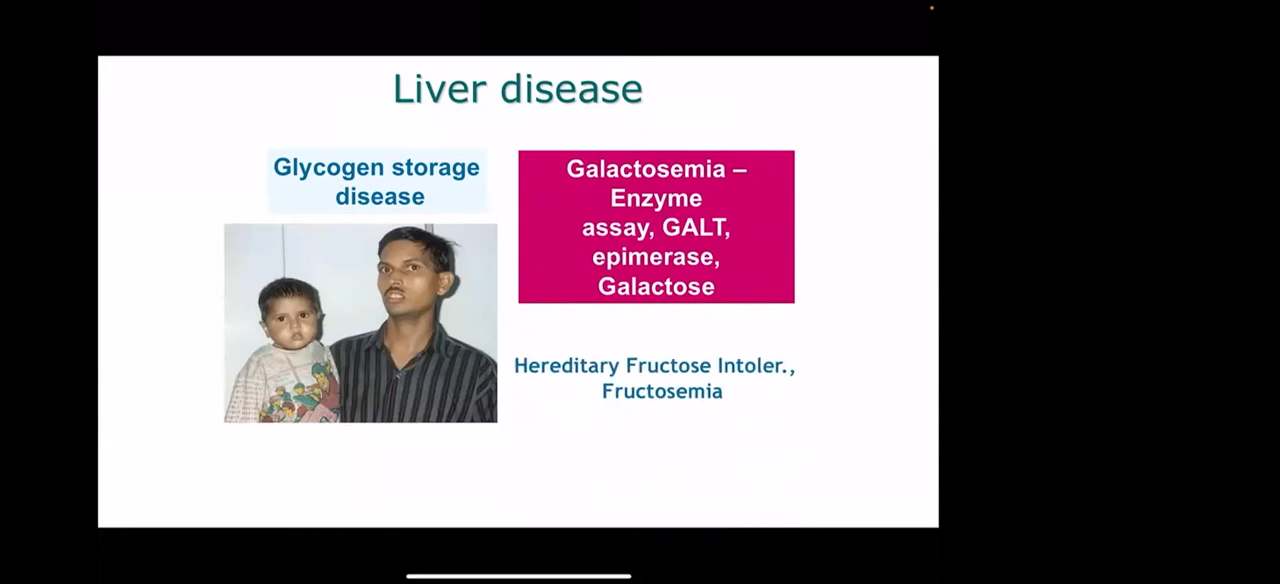 Liver disease
Glycogen storage
disease
Galactosemia –
Enzyme
assay, GALT,
epimerase,
Galactose
Hereditary Fructose Intoler.,
Fructosemia